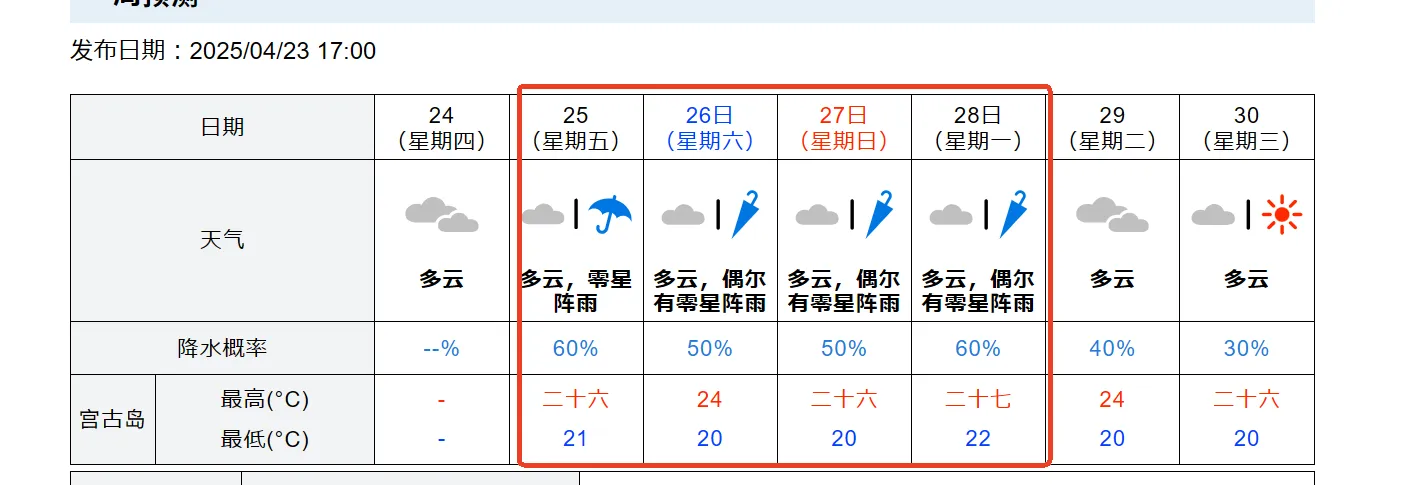 周预测
发布日期：2025/04/23 17:00
日期
24
（星期四）
25
（星期五）
26日
（星期六）
27日
（星期日）
28日
（星期一）
29
（星期二）
30
（星期三）
天气
多云
多云，零星
阵雨
多云，偶尔
有零星阵雨
多云，偶尔
有零星阵雨
多云，偶尔
有零星阵雨
多云
多云
降水概率
--%
60%
50%
50%
60%
40%
30%
宫古岛
最高(°C)
-
二十六
24
二十六
二十七
24
二十六
最低(°C)
-
21
20
20
22
20
20